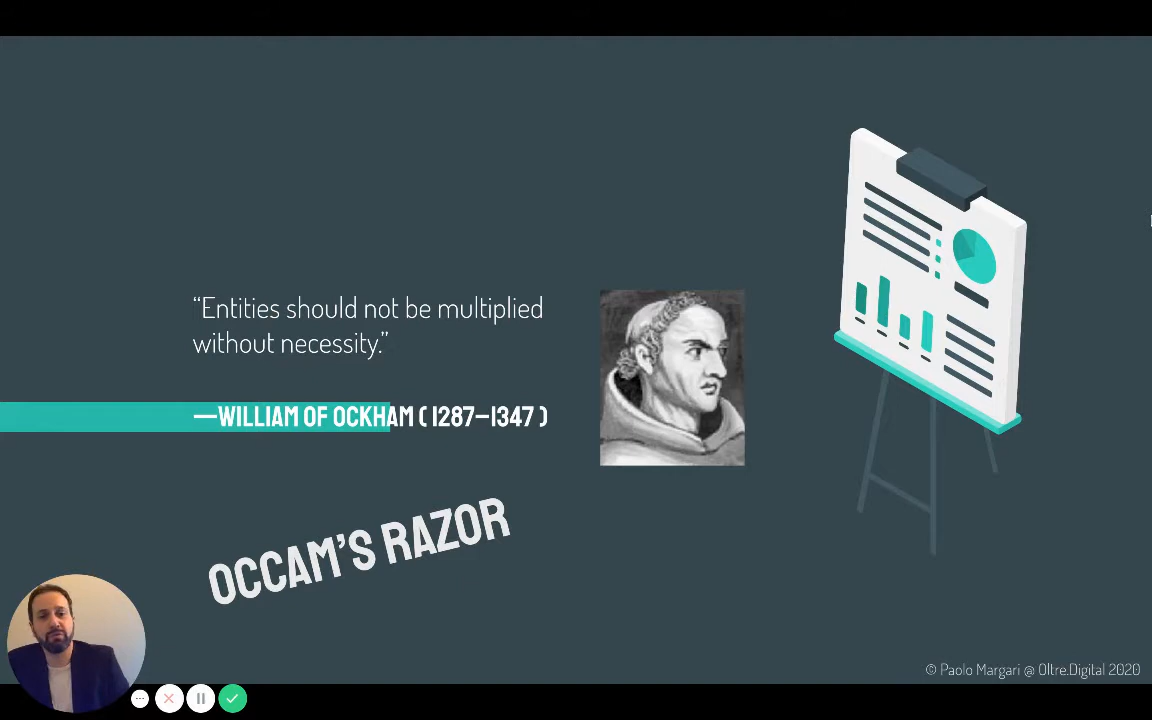 “Entities should not be multiplied
without necessity.”
—WILLIAM OF OCKHAM ( 1287–1347 )
OCCAM’S RAZOR
© Paolo Margari @ Oltre.Digital 2020